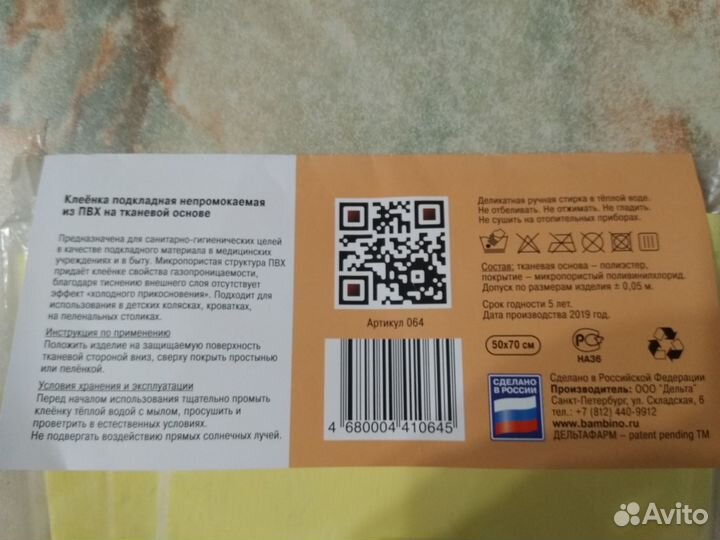 Клеёнка подкладная непромокаемая
из ПВХ на тканевой основе
Предназначена для санитарно-гигиенических целей
в качестве подкладного материала в медицинских
учреждениях и в быту. Микропористая структура ПВХ
придаёт клеёнке свойства газопроницаемости,
благодаря тиснению внешнего слоя отсутствует
эффект «холодного прикосновения». Подходит для
использования в детских колясках, кроватках,
на пеленальных столиках.
Инструкция по применению
Положить изделие на защищаемую поверхность
тканевой стороной вниз, сверху покрыть простынью
или пелёнкой.
Условия хранения и эксплуатации
Перед началом использования тщательно промыть
клеёнку тёплой водой с мылом, просушить и
проветрить в естественных условиях.
Не подвергать воздействию прямых солнечных лучей.
Артикул 064
4 680004 410645
Деликатная ручная стирка в тёплой воде.
Не отбеливать. Не отжимать. Не гладить.
Не сушить на отопительных приборах.
Состав: тканевая основа – полиэстер,
покрытие – микропористый поливинилхлорид.
Допуск по размерам изделия ± 0,05 м.
Срок годности 5 лет.
Дата производства 2019 год.
50х70 см
НА36
СДЕЛАНО
В РОССИИ
Сделано в Российской Федерации
Производитель: ООО "Дельта"
Санкт-Петербург, ул. Складская, 6
тел.: +7 (812) 440-9912
www.bambino.ru
ДЕЛЬТАФАРМ – patent pending TM
Avito